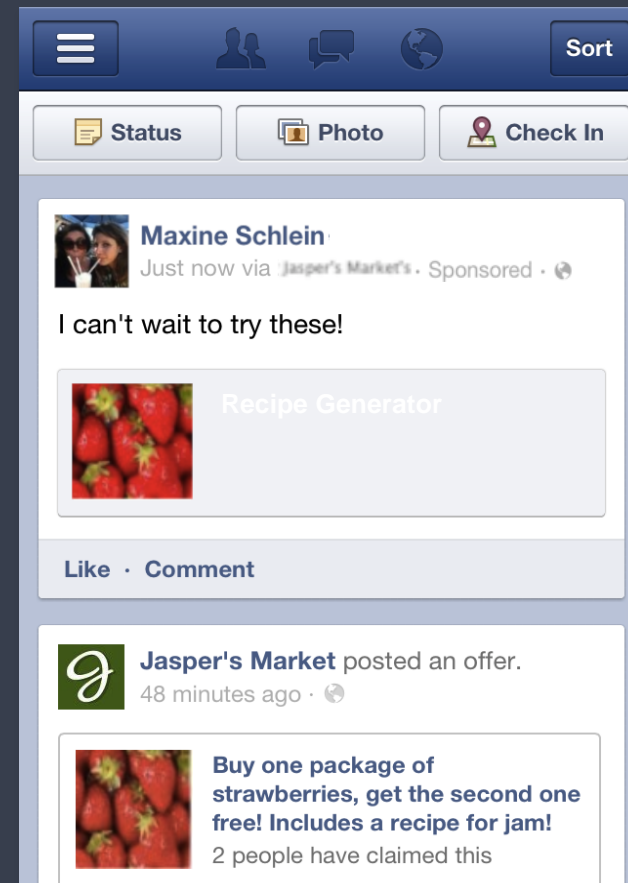 Sort
Status
Photo
Check In
Maxine Schlein
Just now via Jasper's Market's · Sponsored ·
I can't wait to try these!
Recipe Generator
Like · Comment
Jasper's Market posted an offer.
48 minutes ago ·
Buy one package of
strawberries, get the second one
free! Includes a recipe for jam!
2 people have claimed this